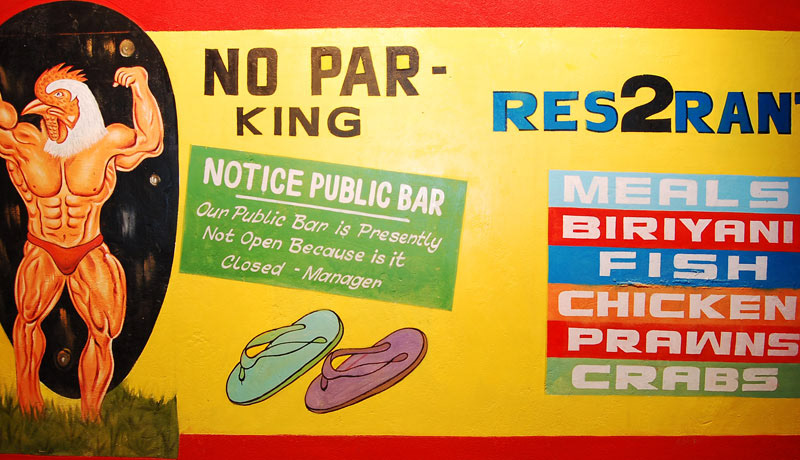 NO PAR-
KING
NOTICE PUBLIC BAR
Our Public Bar is Presently
Not Open Because is it
Closed - Manager
RES2RANT
MEALS
BIRIYANI
FISH
CHICKEN
PRAWNS
CRABS